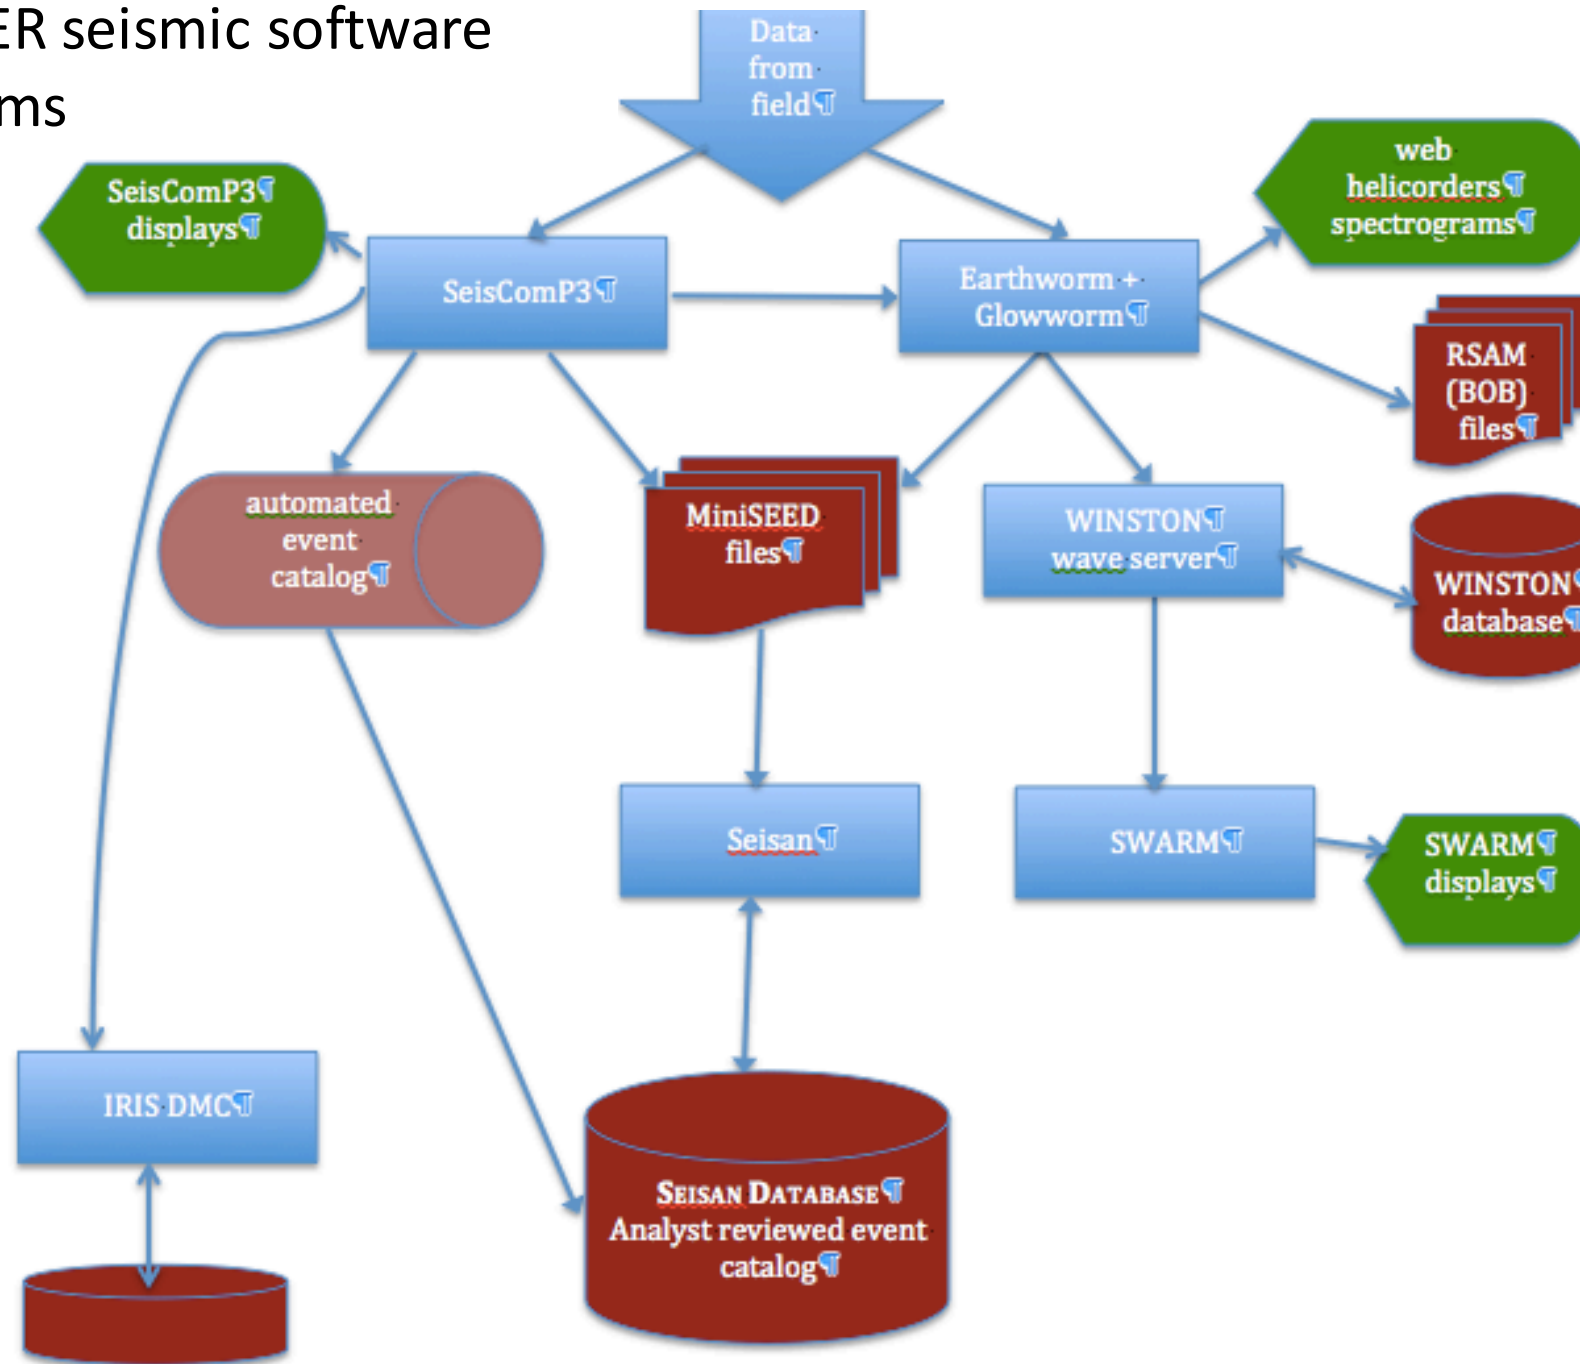 ER seismic software
ms
Data
from
field¶
SeisComP3¶
displays¶
web
helicorders¶
spectrograms¶
SeisComP3¶
Earthworm +
Glowworm¶
RSAM
(BOB)
files¶
automated
event
catalog¶
MiniSEED
files¶
WINSTON¶
wave server¶
WINSTON¶
database¶
Seisan¶
SWARM¶
SWARM¶
displays¶
IRIS DMC¶
SEISAN DATABASE¶
Analyst reviewed event
catalog¶